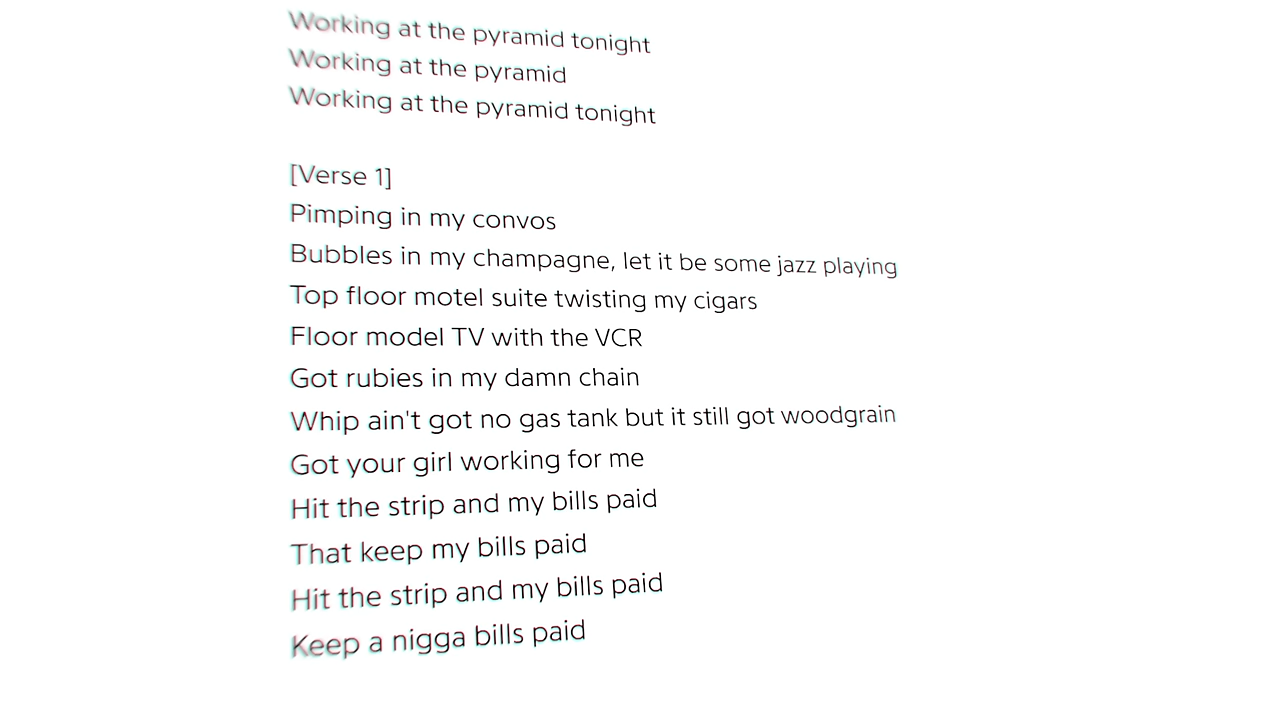 Working at the pyramid tonight
Working at the pyramid
Working at the pyramid tonight
[Verse 1]
Pimping in my convos
Bubbles in my champagne, let it be some jazz playing
Top floor motel suite twisting my cigars
Floor model TV with the VCR
Got rubies in my damn chain
Whip ain't got no gas tank but it still got woodgrain
Got your girl working for me
Hit the strip and my bills paid
That keep my bills paid
Hit the strip and my bills paid
Keep a nigga bills paid